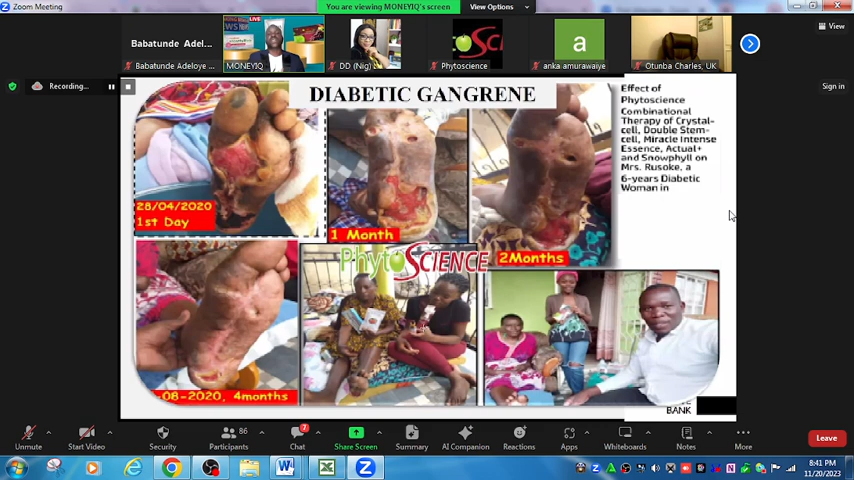 Zoom Meeting
You are viewing MONEYIQ's screen
View Options
LIVE
WS
Babatunde Adel...
Babatunde Adeloye ...
MONEYIQ
DD (Nig)
Phytoscience
a
anka amurawaiye
Otunba Charles, UK
View
Recording...
Sign in
DIABETIC GANGRENE
Effect of
Phytoscience
Combinational
Therapy of Crystal-
cell, Double Stem-
cell, Miracle Intense
Essence, Actual+
and Snowphyll on
Mrs. Rusoke, a
6-years Diabetic
Woman in
28/04/2020
1st Day
1 Month
2Months
PhytoSCIENCE
-08-2020, 4months
BANK
Unmute
Start Video
Security
Participants
86
Chat
7
Share Screen
Summary
AI Companion
Reactions
Apps
Whiteboards
Notes
More
Leave
8:41 PM
11/20/2023